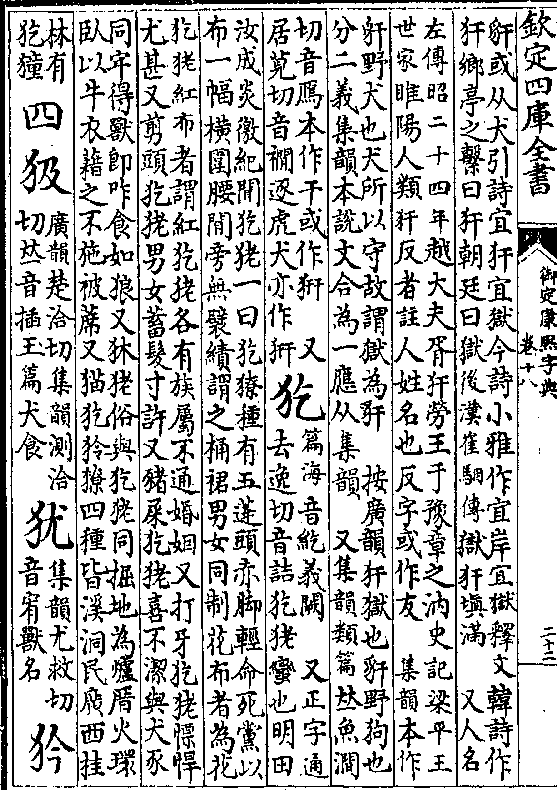 欽定四庫全書
御定康熙字典
卷十八
二十二
豻或从犬引詩宜犴宜獄今詩小雅作宜岸宜獄釋文韓詩作
犴鄉亭之繫曰犴朝廷曰獄後漢崔駰傳獄犴填滿 又人名
左傳昭二十四年越大夫胥犴勞王于豫章之汭史記梁平王
世家睢陽人類犴反者註人姓名也反字或作友 集韻本作
豻野犬也犬所以守故謂獄為豻 按廣韻犴獄也豻野狗也
分二義集韻本說文合為一應从集韻 又集韻類篇𠀤魚澗
切音鴈本作干或作𤞿 又
居莧切音襇逐虎犬亦作𤞿
犵
篇海音紇義闕 又正字通
去逸切音詰犵狫蠻也明田
汝成炎徼紀聞犵狫一曰犵獠種有五蓬頭赤脚輕命死黨以
布一幅橫圍腰間旁無襞績謂之桶裙男女同制花布者為花
犵狫紅布者謂紅犵狫各有族屬不通婚姻又打牙犵狫慓悍
尤甚又剪頭犵狫男女蓄髮寸許又豬屎犵狫喜不潔與犬豕
同牢得獸即咋食如狼又狇狫俗與犵狫同掘地為爐厝火環
臥以牛衣藉之不施被蓆又猫犵狑獠四種皆溪洞民厫西挂
林有
犵獞
四
犮
廣韻楚洽切集韻測洽
切𠀤音插玉篇犬食
犹
集韻尤救切
音宥獸名
犿